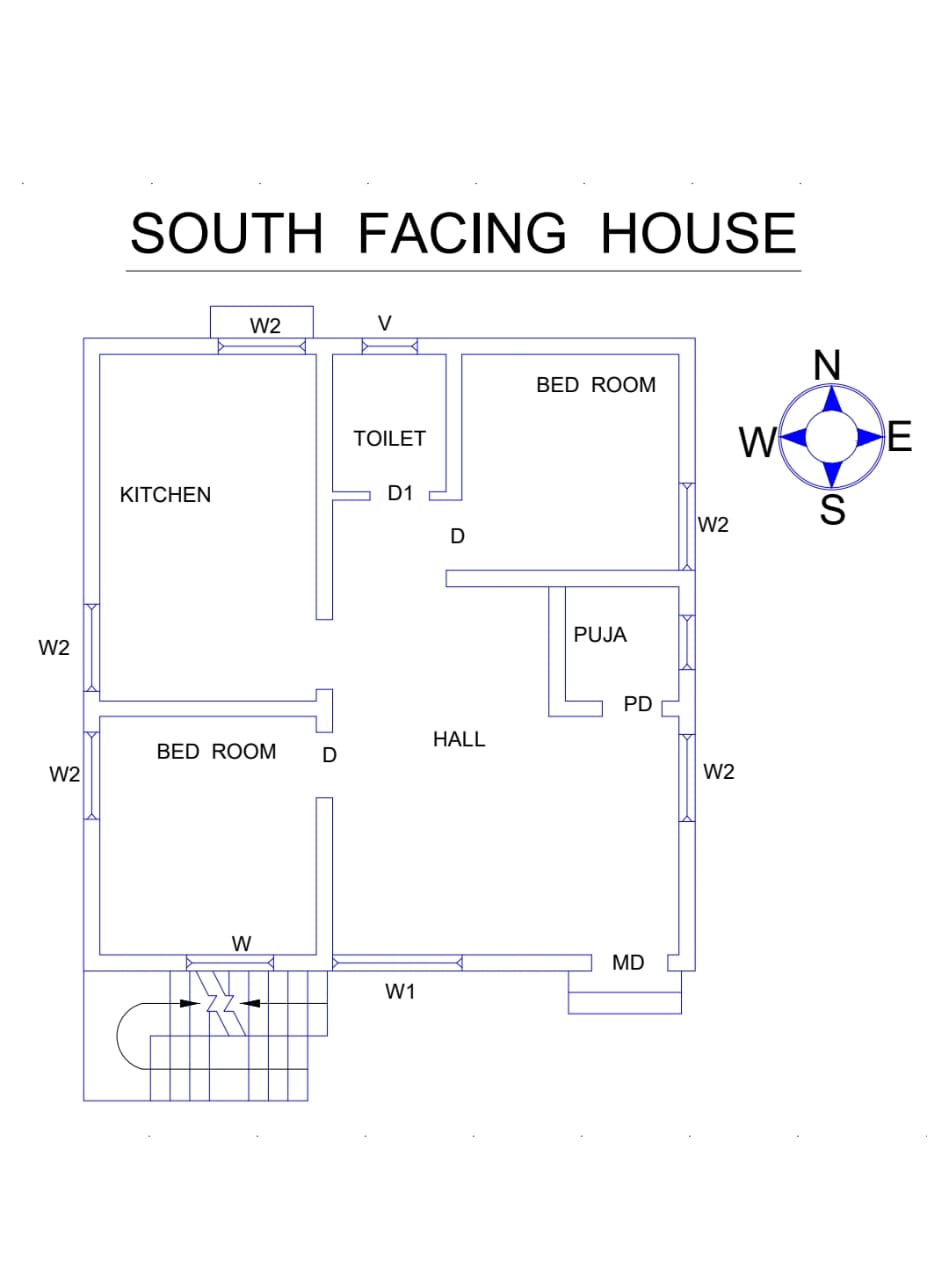 SOUTH FACING HOUSE
W2
V
N
BED ROOM
TOILET
W
E
KITCHEN
D1
S
W2
D
PUJA
W2
PD
HALL
BED ROOM
D
W2
W2
W
MD
W1